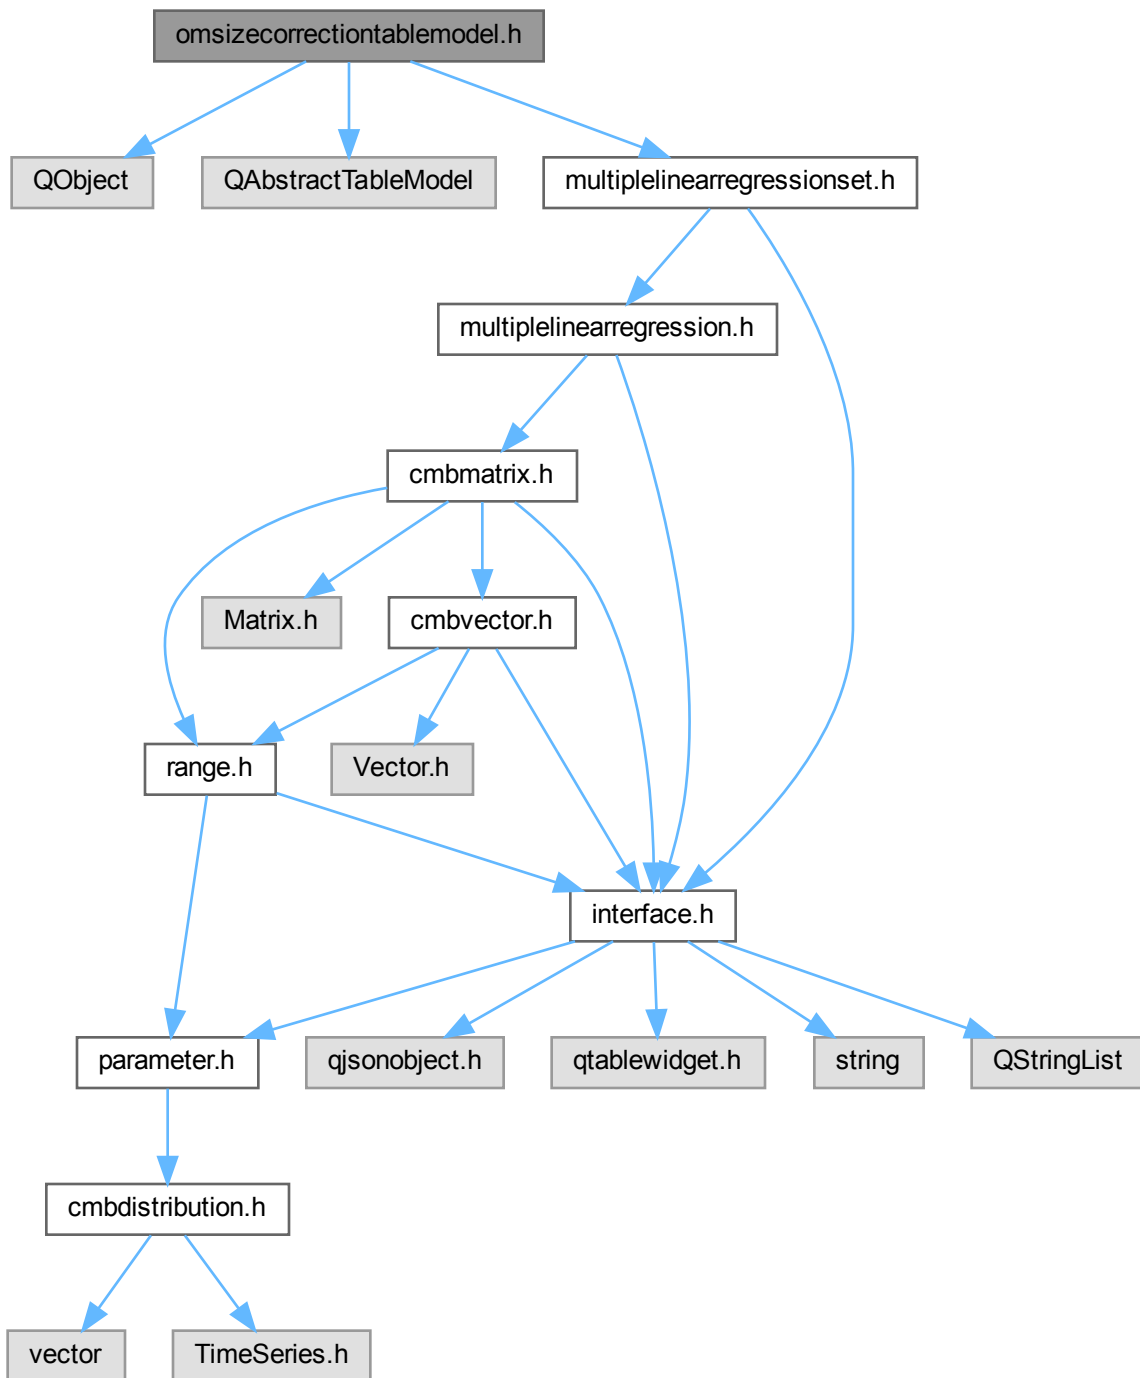 omsizecorrectiontablemodel.h
QObject
QAbstractTableModel
multiplelinearregressionset.h
multiplelinearregression.h
cmbmatrix.h
Matrix.h
cmbvector.h
range.h
Vector.h
interface.h
parameter.h
qjsonobject.h
qtablewidget.h
string
QStringList
cmbdistribution.h
vector
TimeSeries.h